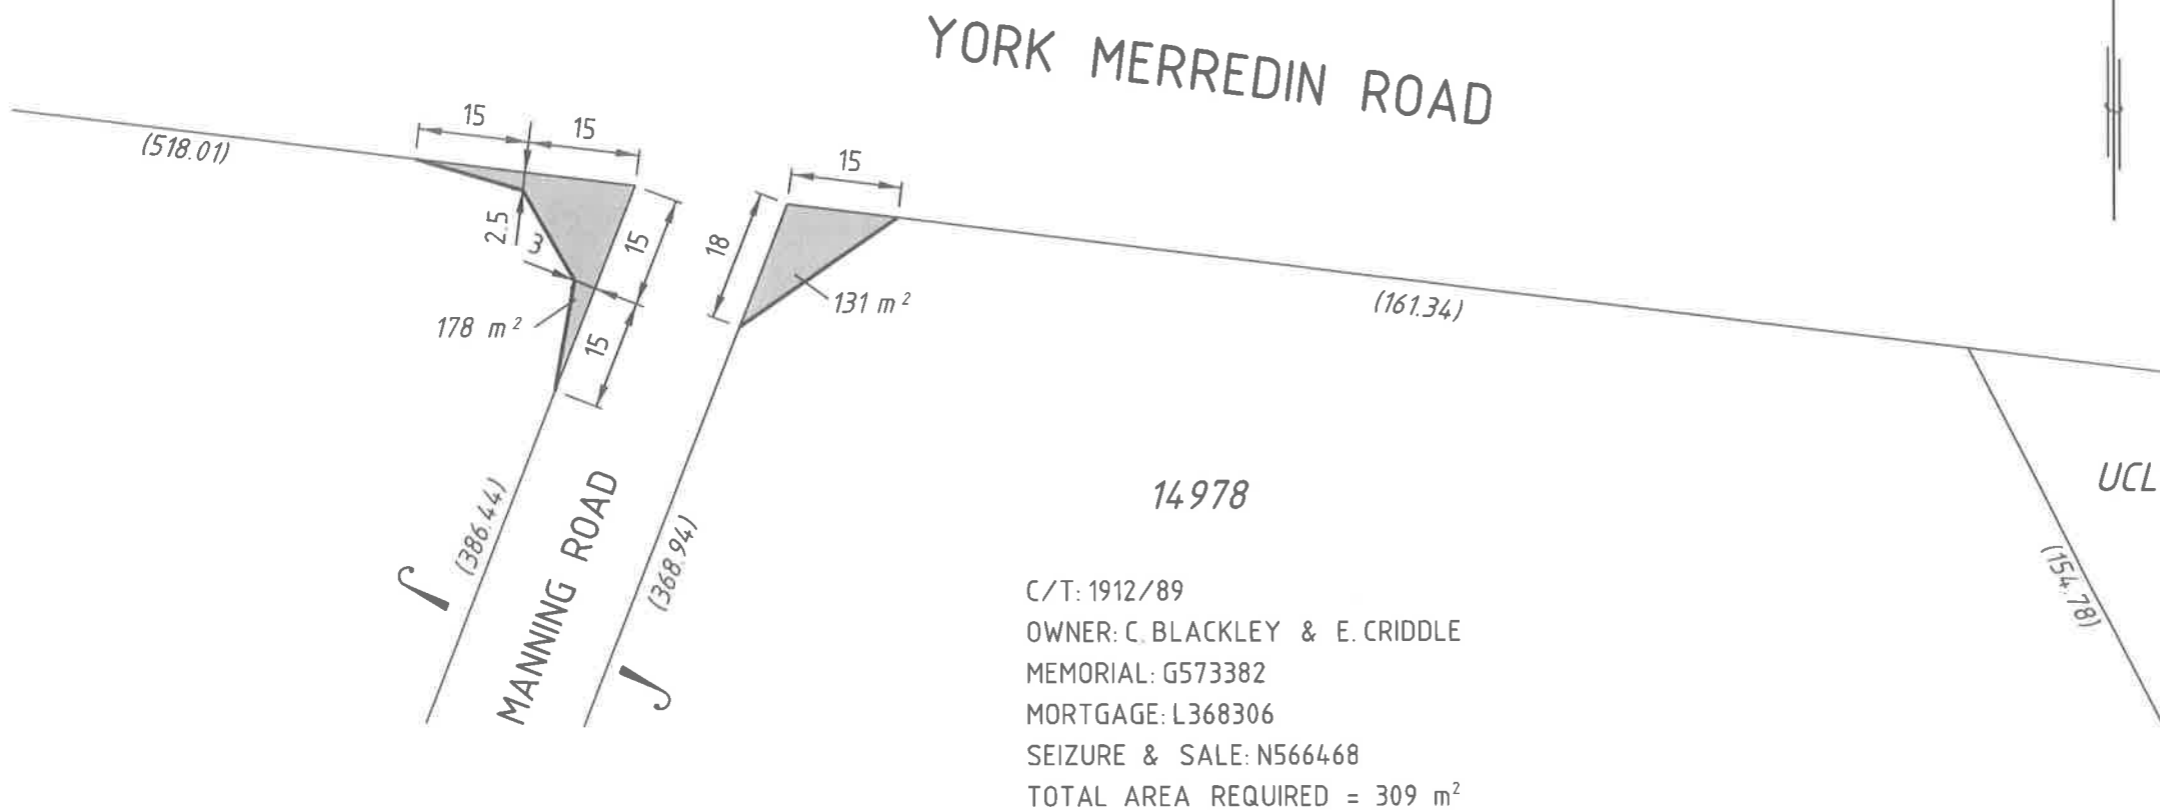 YORK MERREDIN ROAD
15
15
(518.01)
15
2.5
3
15
18
178 m²
131 m²
15
(161.34)
(386.44)
MANNING ROAD
(368.94)
14978
UCL
(154.78)
C/T: 1912/89
OWNER: C. BLACKLEY & E. CRIDDLE
MEMORIAL: G573382
MORTGAGE: L368306
SEIZURE & SALE: N566468
TOTAL AREA REQUIRED = 309 m²